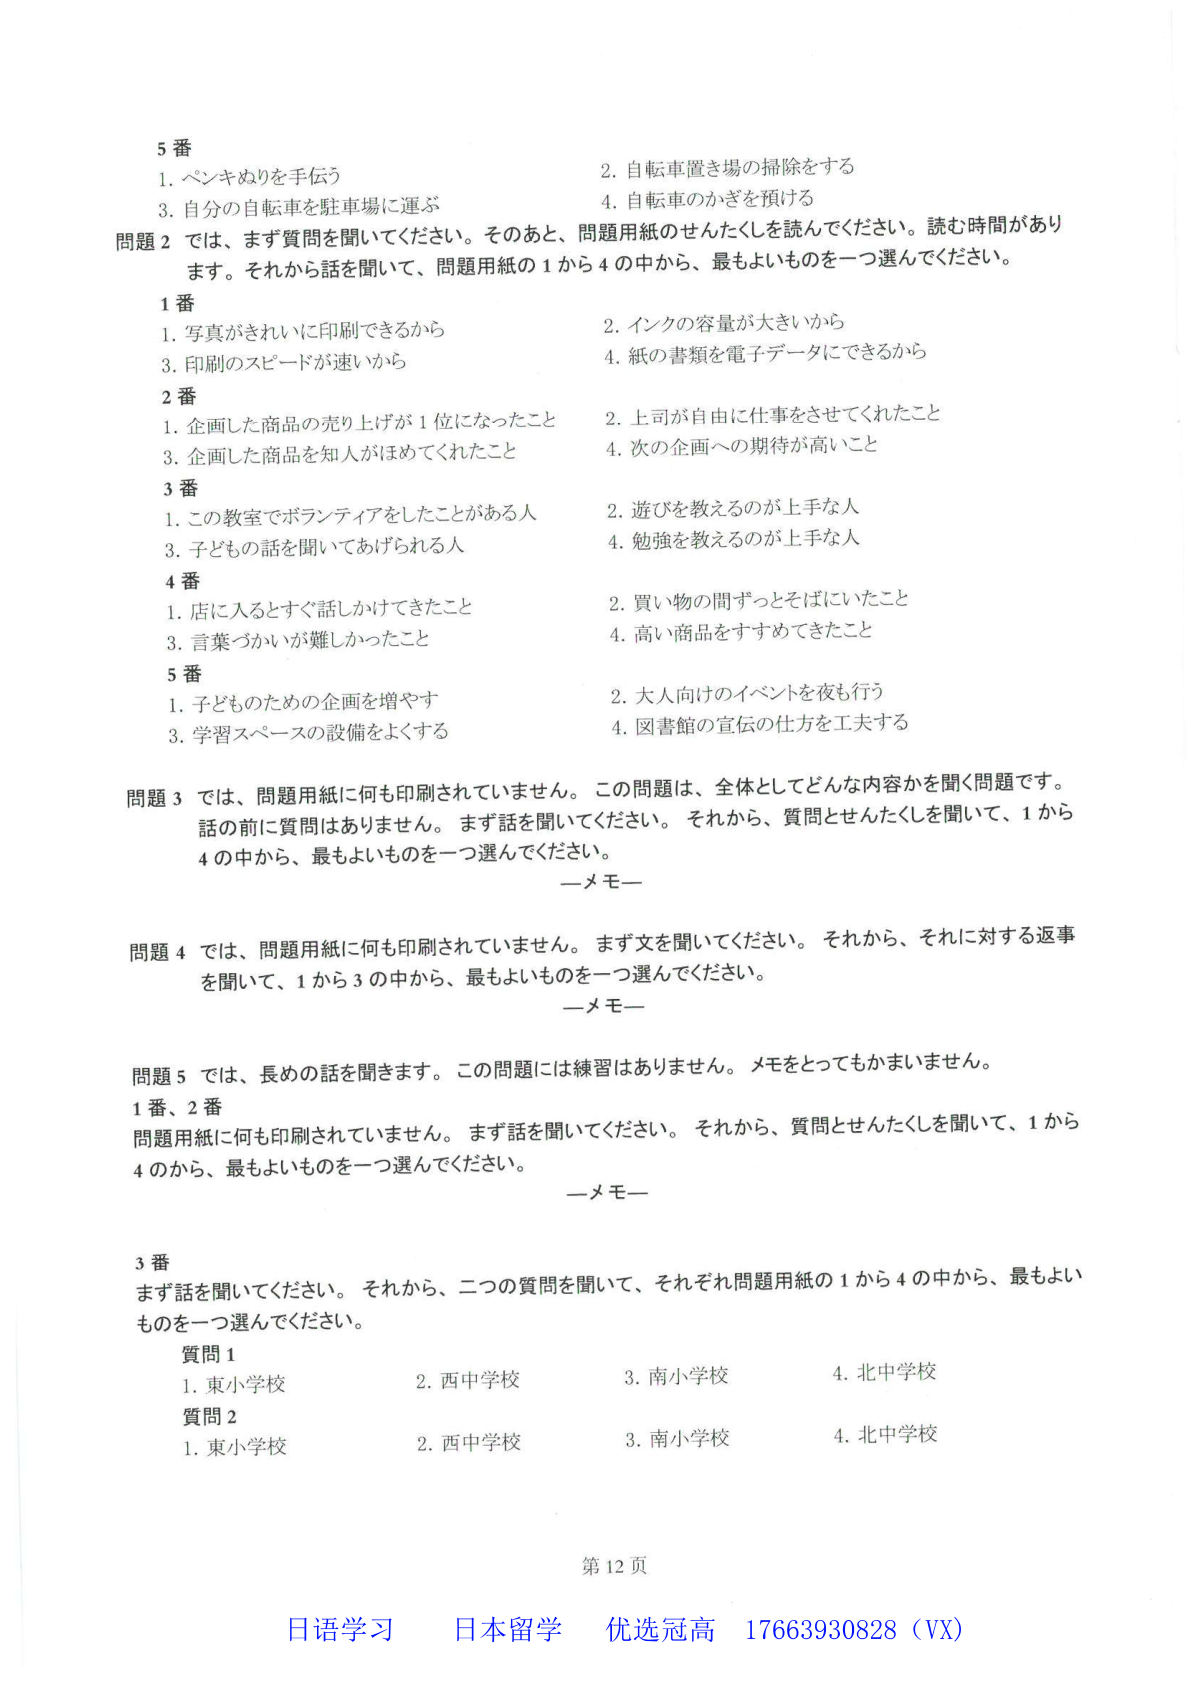 5 番
1. ペンキぬりを手伝う 2. 自転車置き場の掃除をする
3. 自分の自転車を駐車場に運ぶ 4. 自転車のかぎを預ける
問題 2 では、まず質問を聞いてください。そのあと、問題用紙のせんたくしを読んでください。読む時間があり
ます。それから話を聞いて、問題用紙の 1 から 4 の中から、最もよいものを一つ選んでください。
1 番
1. 写真がきれいに印刷できるから 2. インクの容量が大きいから
3. 印刷のスピードが速いから 4. 紙の書類を電子データにできるから
2 番
1. 企画した商品の売り上げが 1 位になったこと 2. 上司が自由に仕事をさせてくれたこと
3. 企画した商品を知人がほめてくれたこと 4. 次の企画への期待が高いこと
3 番
1. この教室でボランティアをしたことがある人 2. 遊びを教えるのが上手な人
3. 子どもの話を聞いてあげられる人 4. 勉強を教えるのが上手な人
4 番
1. 店に入るとすぐ話しかけてきたこと 2. 買い物の間ずっとそばにいたこと
3. 言葉づかいが難しかったこと 4. 高い商品をすすめてきたこと
5 番
1. 子どものための企画を増やす 2. 大人向けのイベントを夜も行う
3. 学習スペースの設備をよくする 4. 図書館の宣伝の仕方を工夫する
問題 3 では、問題用紙に何も印刷されていません。 この問題は、全体としてどんな内容かを聞く問題です。
話の前に質問はありません。 まず話を聞いてください。 それから、質問とせんたくしを聞いて、1 から
4 の中から、最もよいものを一つ選んでください。
―メモ―
問題 4 では、問題用紙に何も印刷されていません。 まず文を聞いてください。 それから、それに対する返事
を聞いて、1 から 3 の中から、最もよいものを一つ選んでください。
―メモ―
問題 5 では、長めの話を聞きます。この問題には練習はありません。 メモをとってもかまいません。
1 番、2 番
問題用紙に何も印刷されていません。 まず話を聞いてください。 それから、質問とせんたくしを聞いて、1 から
4 のから、最もよいものを一つ選んでください。
―メモ―
3 番
まず話を聞いてください。 それから、二つの質問を聞いて、それぞれ問題用紙の 1 から 4 の中から、最もよい
ものを一つ選んでください。
質問 1
1. 東小学校 2. 西中学校 3. 南小学校 4. 北中学校
質問 2
1. 東小学校 2. 西中学校 3. 南小学校 4. 北中学校
第 12 页
日语学习 日本留学 优选冠高 17663930828（VX)